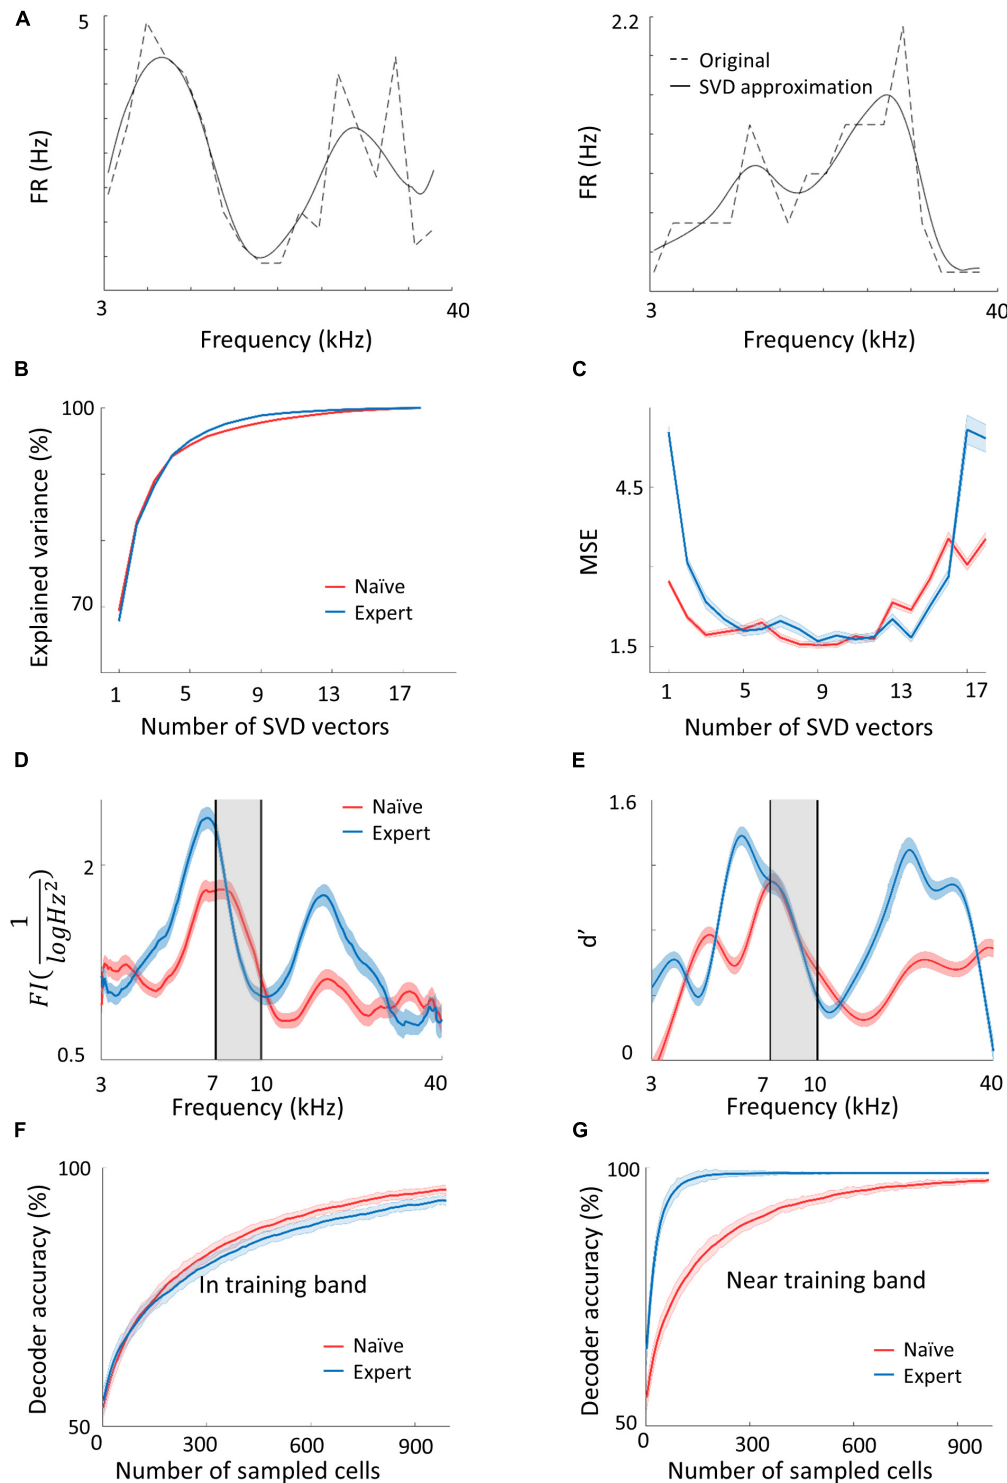 A
5
FR (Hz)
3
40
Frequency (kHz)
2.2
Original
SVD approximation
FR (Hz)
3
40
Frequency (kHz)
B
100
70
Explained variance (%)
Naïve
Expert
1 5 9 13 17
Number of SVD vectors
C
4.5
1.5
MSE
1 5 9 13 17
Number of SVD vectors
D
2
0.5
FI(1/logHz²)
Naïve
Expert
3 7 10 40
Frequency (kHz)
E
1.6
0
d'
3 7 10 40
Frequency (kHz)
F
100
50
Decoder accuracy (%)
In training band
Naïve
Expert
0 300 600 900
Number of sampled cells
G
100
50
Decoder accuracy (%)
Near training band
Naïve
Expert
0 300 600 900
Number of sampled cells